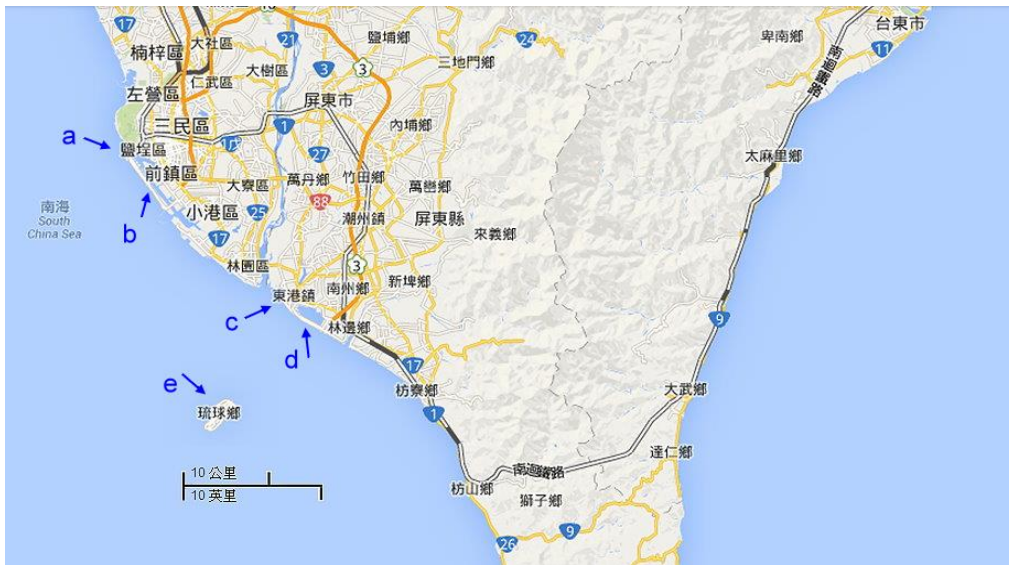 17
大社區
21
鹽埔鄉
24
卑南鄉
台東市
11
南迴鐵路
楠梓區
大樹區
3
3
三地門鄉
仁武區
左營區
屏東市
a
三民區
1
內埔鄉
鹽埕區
太麻里鄉
27
前鎮區
大寮區
萬丹鄉
竹田鄉
萬巒鄉
88
b
小港區
25
潮州鎮
屏東縣
南海
South
China Sea
來義鄉
17
林園區
3
新埤鄉
東港鎮
南州鄉
c
林邊鄉
9
d
17
e
枋寮鄉
大武鄉
琉球鄉
1
達仁鄉
10 公里
10 英里
南迴鐵路
枋山鄉
獅子鄉
9
26